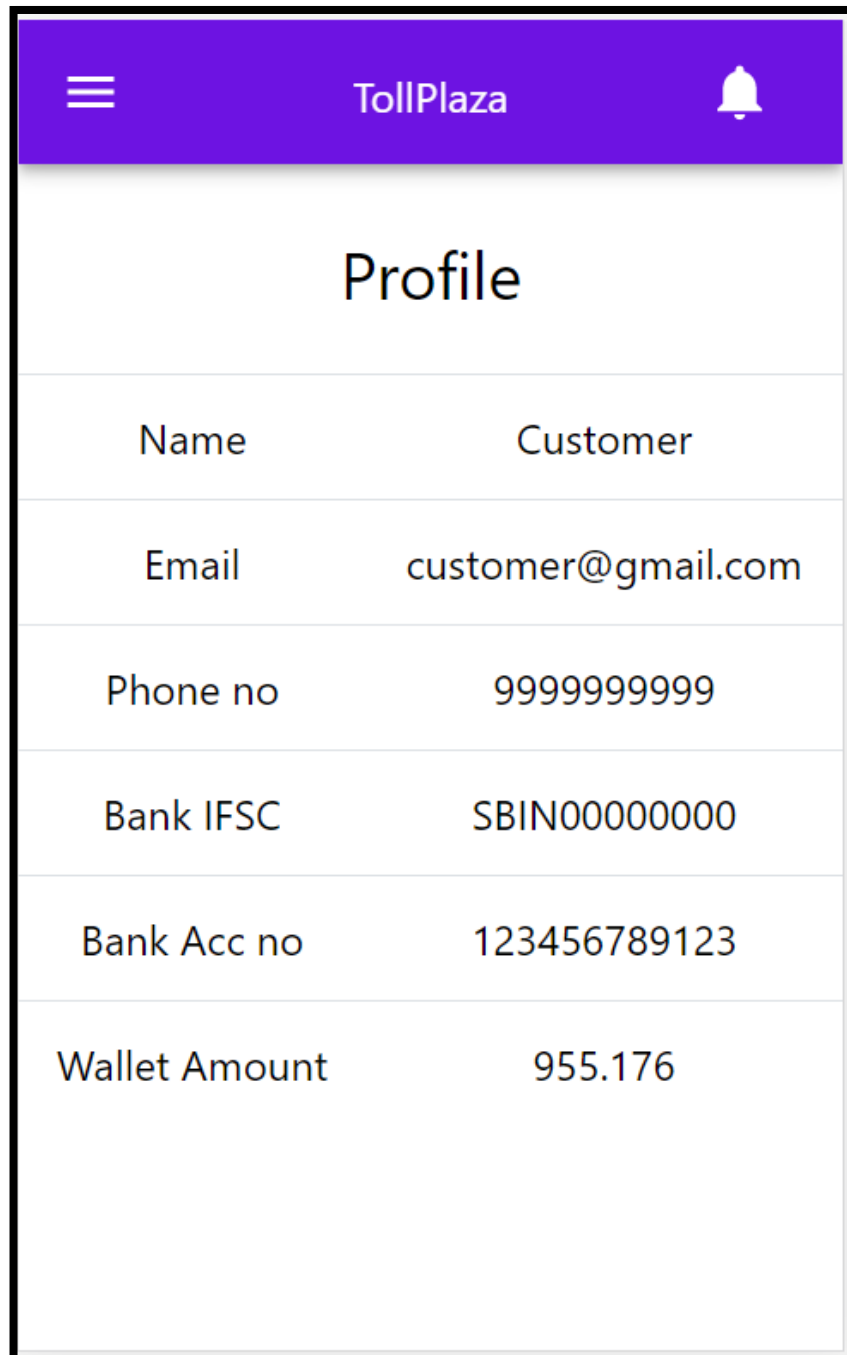 TollPlaza
Profile
Name Customer
Email customer@gmail.com
Phone no 9999999999
Bank IFSC SBIN00000000
Bank Acc no 123456789123
Wallet Amount 955.176